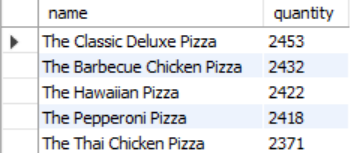 name quantity
The Classic Deluxe Pizza 2453
The Barbecue Chicken Pizza 2432
The Hawaiian Pizza 2422
The Pepperoni Pizza 2418
The Thai Chicken Pizza 2371